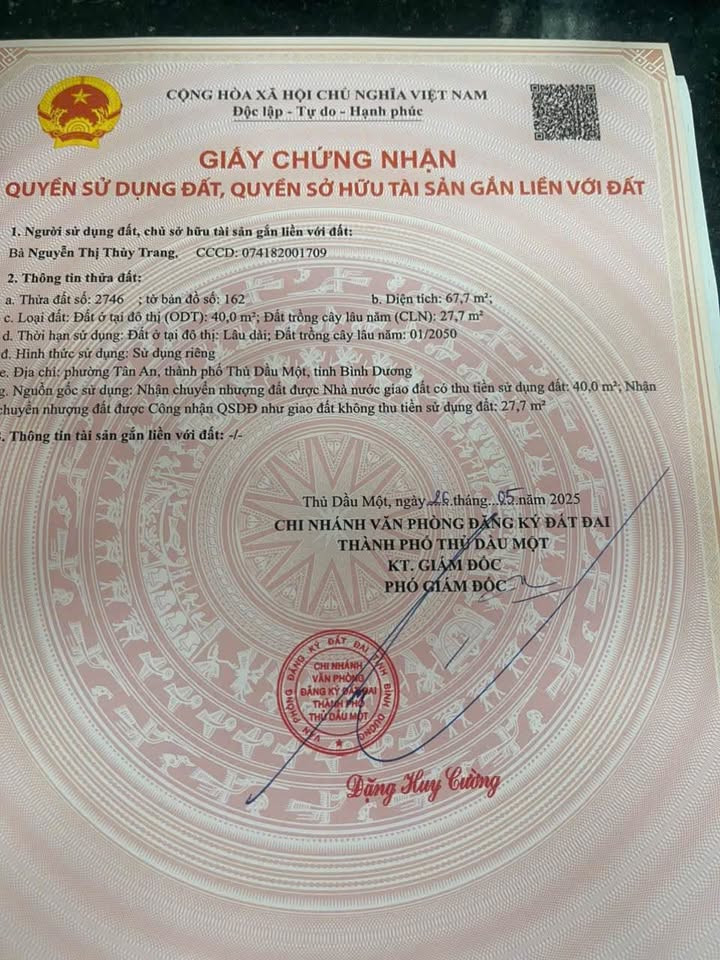 CỘNG HÒA XÃ HỘI CHỦ NGHĨA VIỆT NAM
Độc lập - Tự do - Hạnh phúc
GIẤY CHỨNG NHẬN
QUYỀN SỬ DỤNG ĐẤT, QUYỀN SỞ HỮU TÀI SẢN GẮN LIỀN VỚI ĐẤT
1. Người sử dụng đất, chủ sở hữu tài sản gắn liền với đất:
Bà Nguyễn Thị Thùy Trang, CCCD: 074182001709
2. Thông tin thửa đất:
a. Thửa đất số: 2746 ; tờ bản đồ số: 162 b. Diện tích: 67,7 m²;
c. Loại đất: Đất ở tại đô thị (ODT): 40,0 m²; Đất trồng cây lâu năm (CLN): 27,7 m²
d. Thời hạn sử dụng: Đất ở tại đô thị: Lâu dài; Đất trồng cây lâu năm: 01/2050
đ. Hình thức sử dụng: Sử dụng riêng
e. Địa chỉ: phường Tân An, thành phố Thủ Dầu Một, tỉnh Bình Dương
g. Nguồn gốc sử dụng: Nhận chuyển nhượng đất được Nhà nước giao đất có thu tiền sử dụng đất: 40,0 m²; Nhận
chuyển nhượng đất được Công nhận QSDĐ như giao đất không thu tiền sử dụng đất: 27,7 m²
. Thông tin tài sản gắn liền với đất: -/-
Thủ Dầu Một, ngày 26 tháng 05 năm 2025
CHI NHÁNH VĂN PHÒNG ĐĂNG KÝ ĐẤT ĐAI
THÀNH PHỐ THỦ DẦU MỘT
KT. GIÁM ĐỐC
PHÓ GIÁM ĐỐC
VĂN PHÒNG ĐĂNG KÝ ĐẤT ĐAI TỈNH BÌNH DƯƠNG
CHI NHÁNH
VĂN PHÒNG
ĐĂNG KÝ ĐẤT ĐAI
THÀNH PHỐ
THỦ DẦU MỘT
Đặng Huy Cường